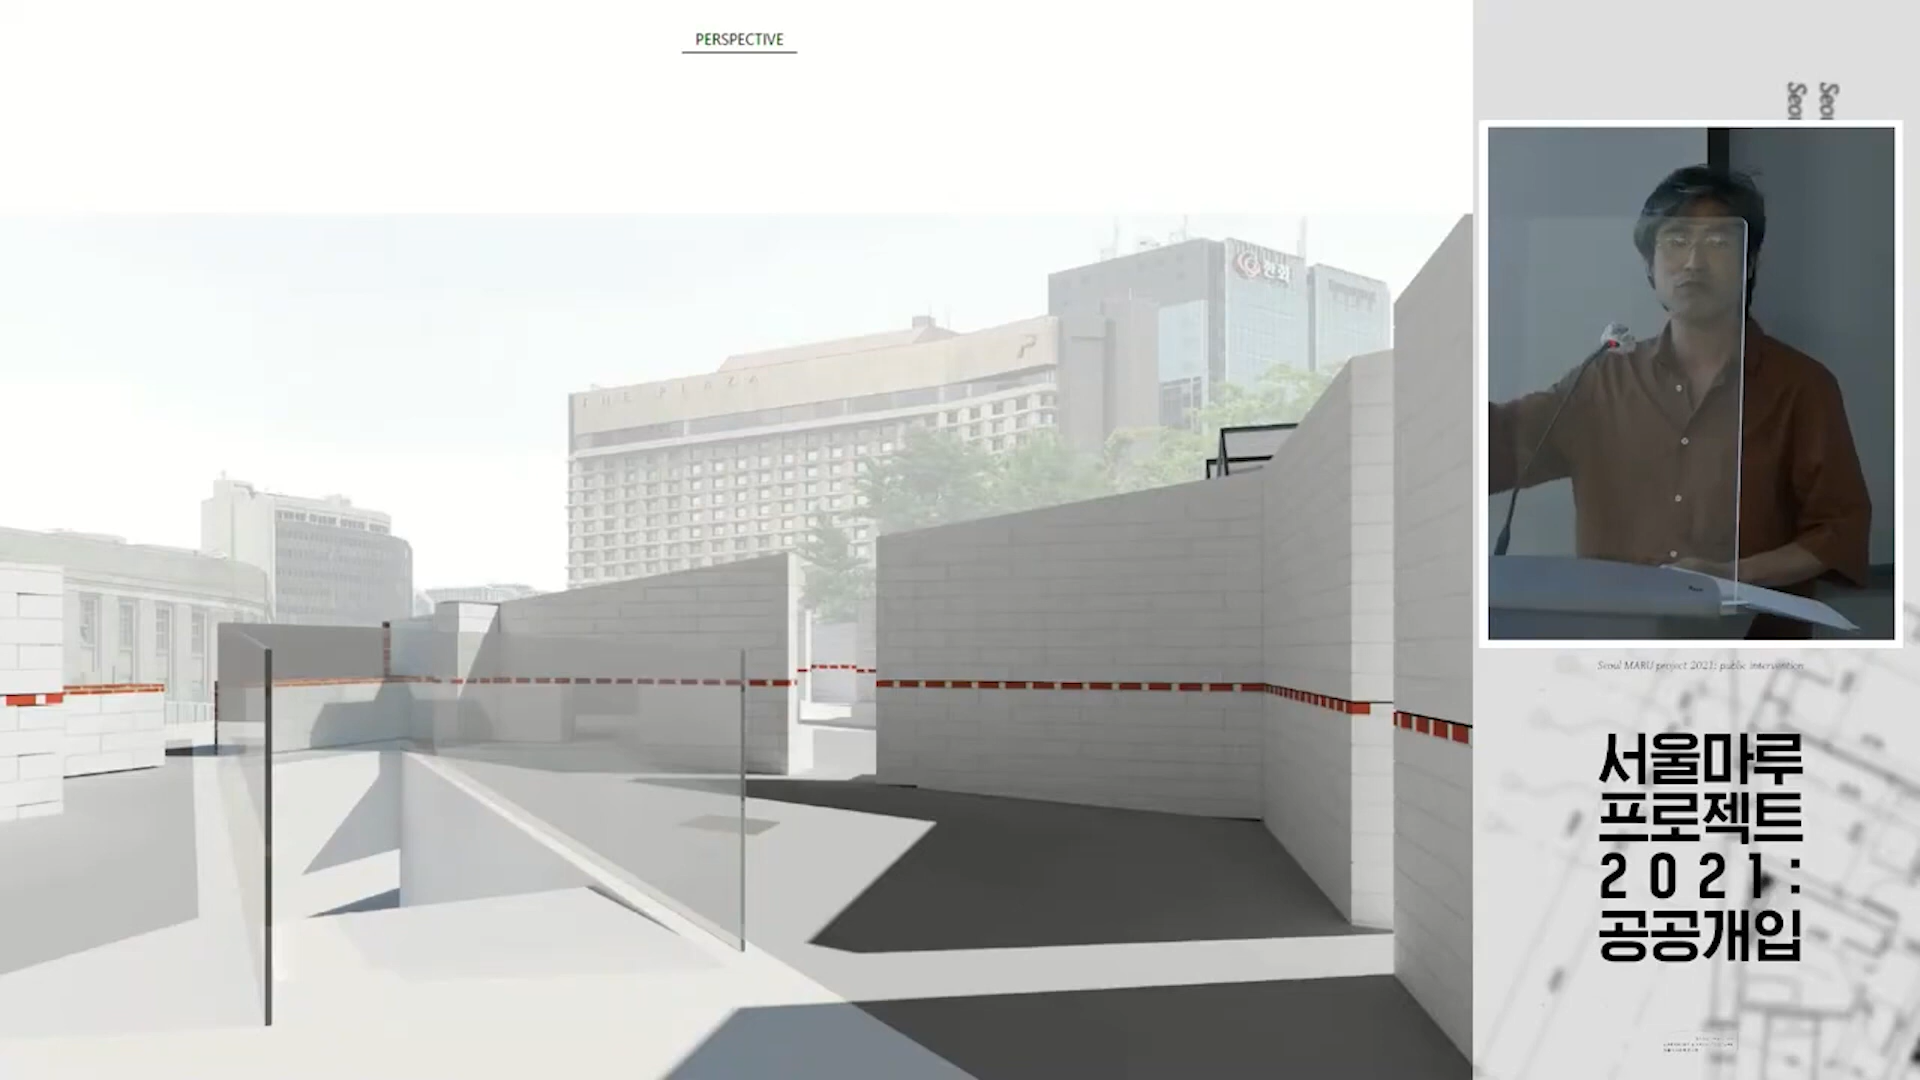 PERSPECTIVE
THE PLAZA
P
한화
Seoul MARU project 2021: public intervention
서울마루
프로젝트
2021:
공공개입